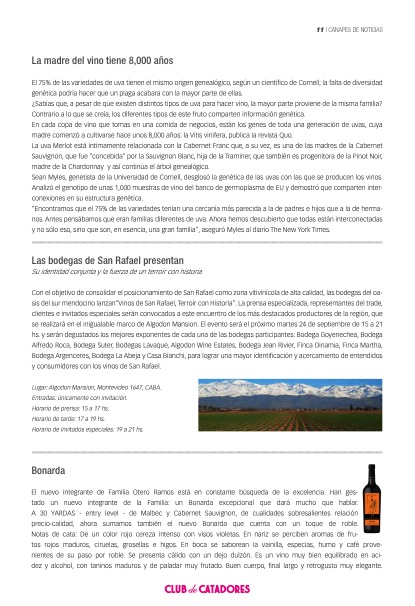 11 | CANAPES DE NOTICIAS
La madre del vino tiene 8,000 años
El 75% de las variedades de uva tienen el mismo origen genealógico, según un científico de Cornell; la falta de diversidad
genética podría hacer que un plaga acabara con la mayor parte de ellas.
¿Sabías que, a pesar de que existen distintos tipos de uva para hacer vino, la mayor parte proviene de la misma familia?
Contrario a lo que se creía, los diferentes tipos de este fruto comparten información genética.
En cada copa de vino que tomas en una comida de negocios, están los genes de toda una generación de uvas, cuya
madre comenzó a cultivarse hace unos 8,000 años: la Vitis vinifera, publica la revista Quo.
La uva Merlot está íntimamente relacionada con la Cabernet Franc que, a su vez, es una de las madres de la Cabernet
Sauvignon, que fue "concebida" por la Sauvignon Blanc, hija de la Traminer, que también es progenitora de la Pinot Noir,
madre de la Chardonnay y así continúa el árbol genealógico.
Sean Myles, genetista de la Universidad de Cornell, desglosó la genética de las uvas con las que se producen los vinos.
Analizó el genotipo de unas 1,000 muestras de vino del banco de germoplasma de EU y demostró que comparten inter-
conexiones en su estructura genética.
"Encontramos que el 75% de las variedades tenían una cercanía más parecida a la de padres e hijos que a la de herma-
nos. Antes pensábamos que eran familias diferentes de uva. Ahora hemos descubierto que todas están interconectadas
y no sólo eso, sino que son, en esencia, una gran familia", aseguró Myles al diario The New York Times.
Las bodegas de San Rafael presentan
Su identidad conjunta y la fuerza de un terroir con historia
Con el objetivo de consolidar el posicionamiento de San Rafael como zona vitivinícola de alta calidad, las bodegas del oa-
sis del sur mendocino lanzan"Vinos de San Rafael, Terroir con Historia". La prensa especializada, representantes del trade,
clientes e invitados especiales serán convocados a este encuentro de los más destacados productores de la región, que
se realizará en el inigualable marco de Algodon Mansion. El evento será el próximo martes 24 de septiembre de 15 a 21
hs. y serán degustados los mejores exponentes de cada una de las bodegas participantes: Bodega Goyenechea, Bodega
Alfredo Roca, Bodega Suter, Bodegas Lavaque, Algodon Wine Estates, Bodega Jean Rivier, Finca Dinamia, Finca Martha,
Bodega Argenceres, Bodega La Abeja y Casa Bianchi, para lograr una mayor identificación y acercamiento de entendidos
y consumidores con los vinos de San Rafael.
Lugar: Algodon Mansion, Montevideo 1647, CABA.
Entradas: únicamente con invitación.
Horario de prensa: 15 a 17 hs.
Horario de tarde: 17 a 19 hs.
Horario de invitados especiales: 19 a 21 hs.
Bonarda
El nuevo integrante de Familia Otero Ramos está en constante búsqueda de la excelencia. Han ges-
tado un nuevo integrante de la Familia: un Bonarda excepcional que dará mucho que hablar.
A 30 YARDAS - entry level - de Malbec y Cabernet Sauvignon, de cualidades sobresalientes relación
precio-calidad, ahora sumamos también el nuevo Bonarda que cuenta con un toque de roble.
Notas de cata: De un color rojo cereza intenso con visos violetas. En nariz se perciben aromas de fru-
tos rojos maduros, ciruelas, grosellas e higos. En boca se saborean la vainilla, especias, humo y café prove-
nientes de su paso por roble. Se presenta cálido con un dejo dulzón. Es un vino muy bien equilibrado en aci-
dez y alcohol, con taninos maduros y de paladar muy frutado. Buen cuerpo, final largo y retrogusto muy elegante.
CLUB de CATADORES